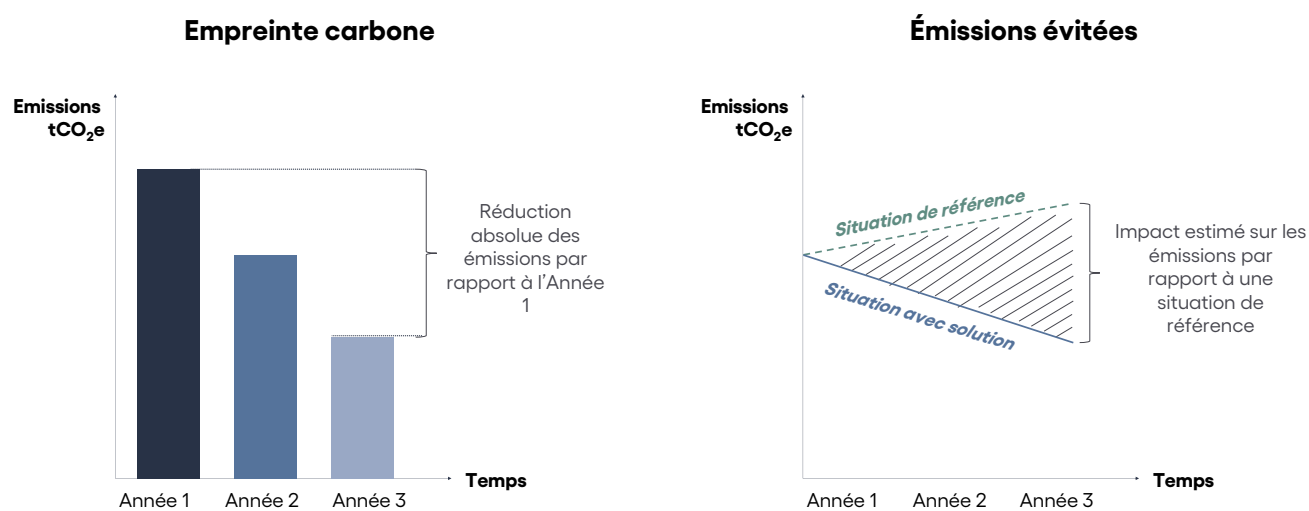 Empreinte carbone
Emissions
tCO₂e
Réduction
absolue des
émissions par
rapport à l'Année
1
Temps
Année 1
Année 2
Année 3
Émissions évitées
Emissions
tCO₂e
Situation de référence
Situation avec solution
Impact estimé sur les
émissions par
rapport à une
situation de
référence
Temps
Année 1
Année 2
Année 3